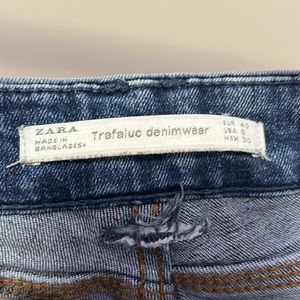 ZARA
MADE IN
BANGLADESH
Trafaluc denimwear
EUR 40
USA 8
MEX 30